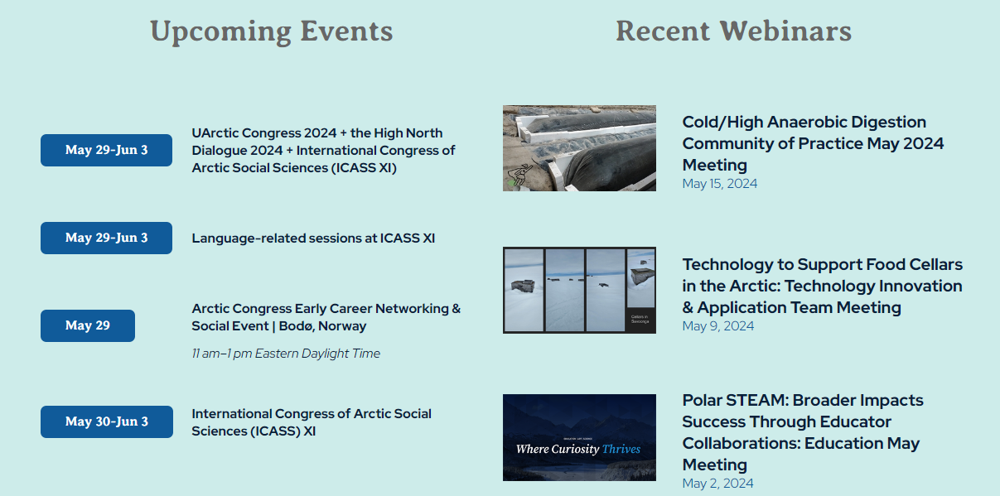 Upcoming Events
May 29-Jun 3
UArctic Congress 2024 + the High North
Dialogue 2024 + International Congress of
Arctic Social Sciences (ICASS XI)
May 29-Jun 3
Language-related sessions at ICASS XI
May 29
Arctic Congress Early Career Networking &
Social Event | Bodø, Norway
11 am–1 pm Eastern Daylight Time
May 30-Jun 3
International Congress of Arctic Social
Sciences (ICASS) XI
Recent Webinars
Cold/High Anaerobic Digestion
Community of Practice May 2024
Meeting
May 15, 2024
Cellars in
Technology to Support Food Cellars
in the Arctic: Technology Innovation
& Application Team Meeting
May 9, 2024
Where Curiosity Thrives
Polar STEAM: Broader Impacts
Success Through Educator
Collaborations: Education May
Meeting
May 2, 2024